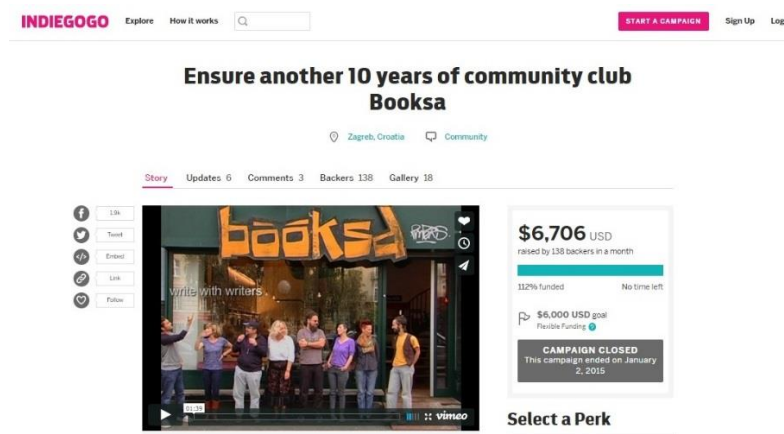 INDIEGOGO Explore How it works START A CAMPAIGN Sign Up Log
Ensure another 10 years of community club
Booksa
Zagreb, Croatia Community
Story Updates 6 Comments 3 Backers 138 Gallery 18
Tweet
Embed
Link
Follow
booksa
write with writers
01:39
vimeo
$6,706 USD
raised by 138 backers in a month
112% funded No time left
$6,000 USD goal
Flexible Funding ?
CAMPAIGN CLOSED
This campaign ended on January
2, 2015
Select a Perk